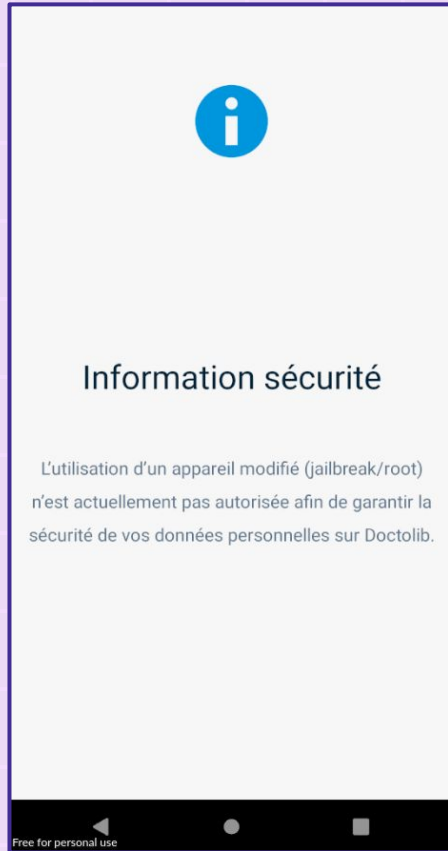 Information sécurité
L'utilisation d'un appareil modifié (jailbreak/root)
n'est actuellement pas autorisée afin de garantir la
sécurité de vos données personnelles sur Doctolib.
Free for personal use